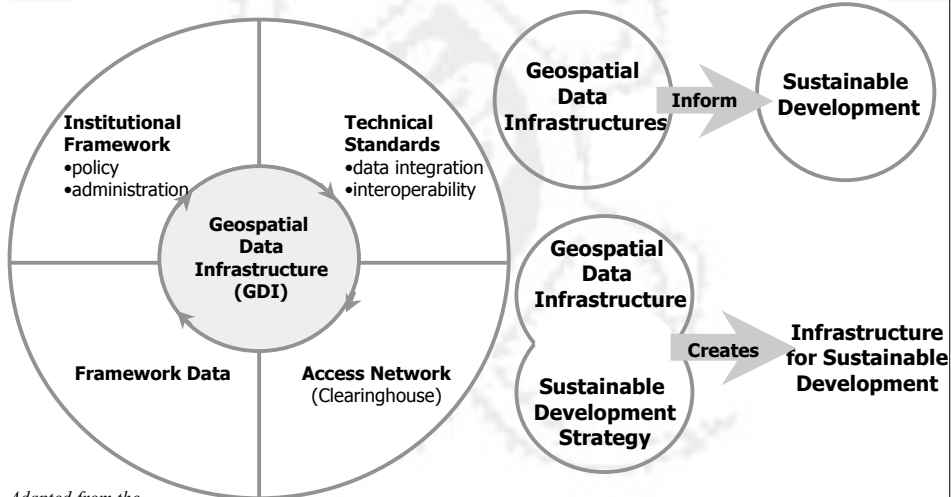 Institutional
Framework
•policy
•administration
Technical
Standards
•data integration
•interoperability
Geospatial
Data
Infrastructure
(GDI)
Framework Data
Access Network
(Clearinghouse)
Adapted from the
Geospatial
Data
Infrastructures
Inform
Sustainable
Development
Geospatial
Data
Infrastructure
Sustainable
Development
Strategy
Creates
Infrastructure
for Sustainable
Development